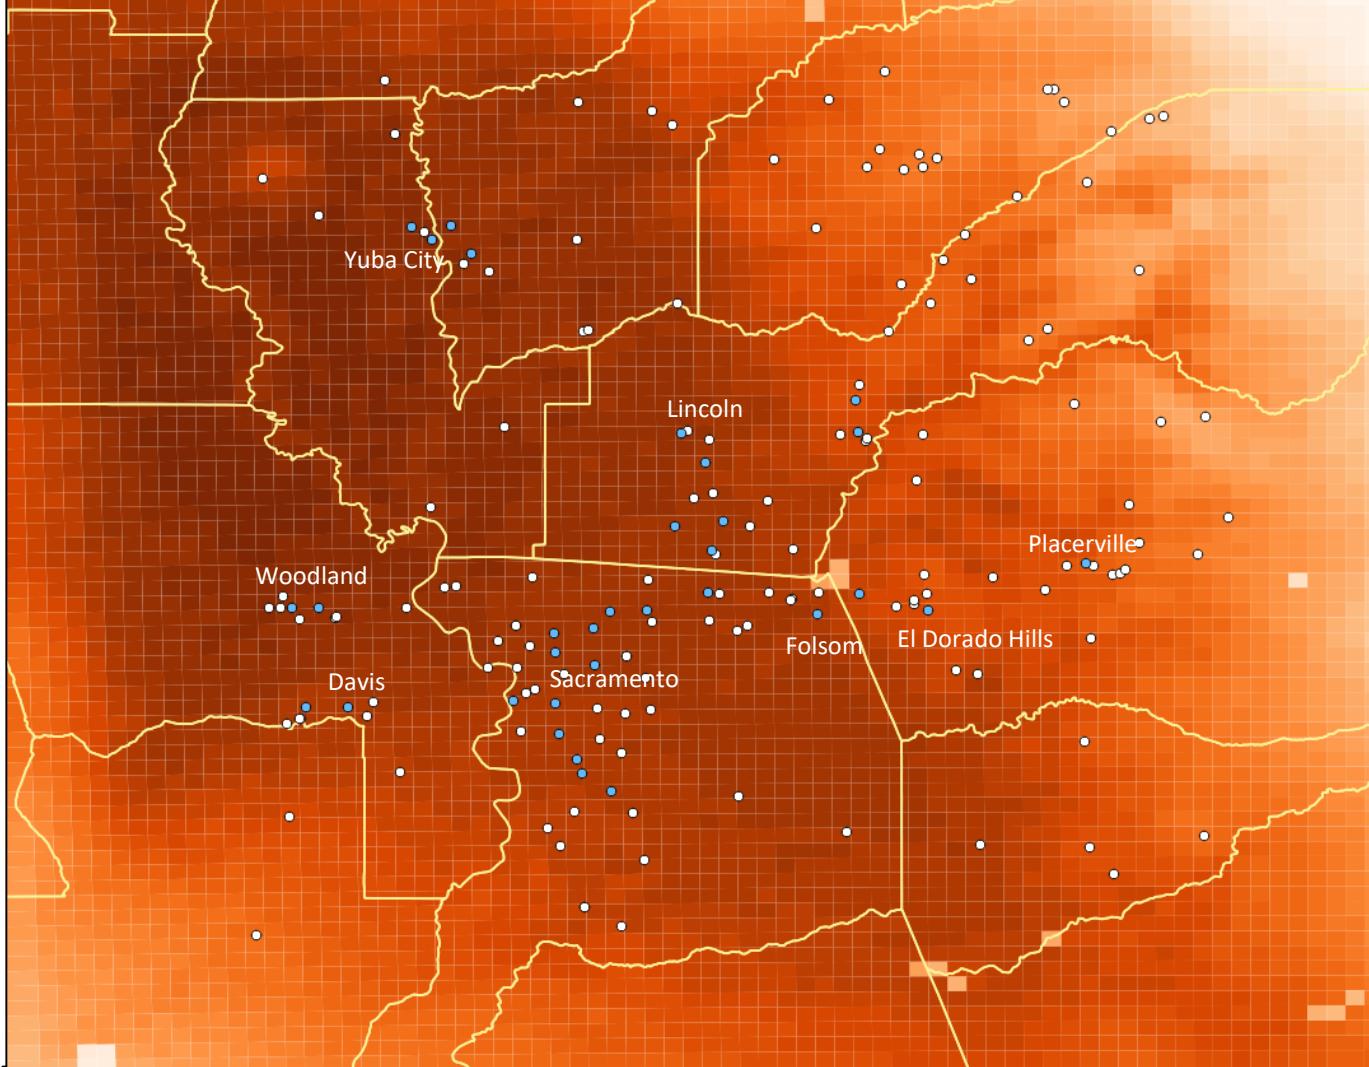 Yuba City
Lincoln
Placerville
Woodland
Folsom
El Dorado Hills
Sacramento
Davis